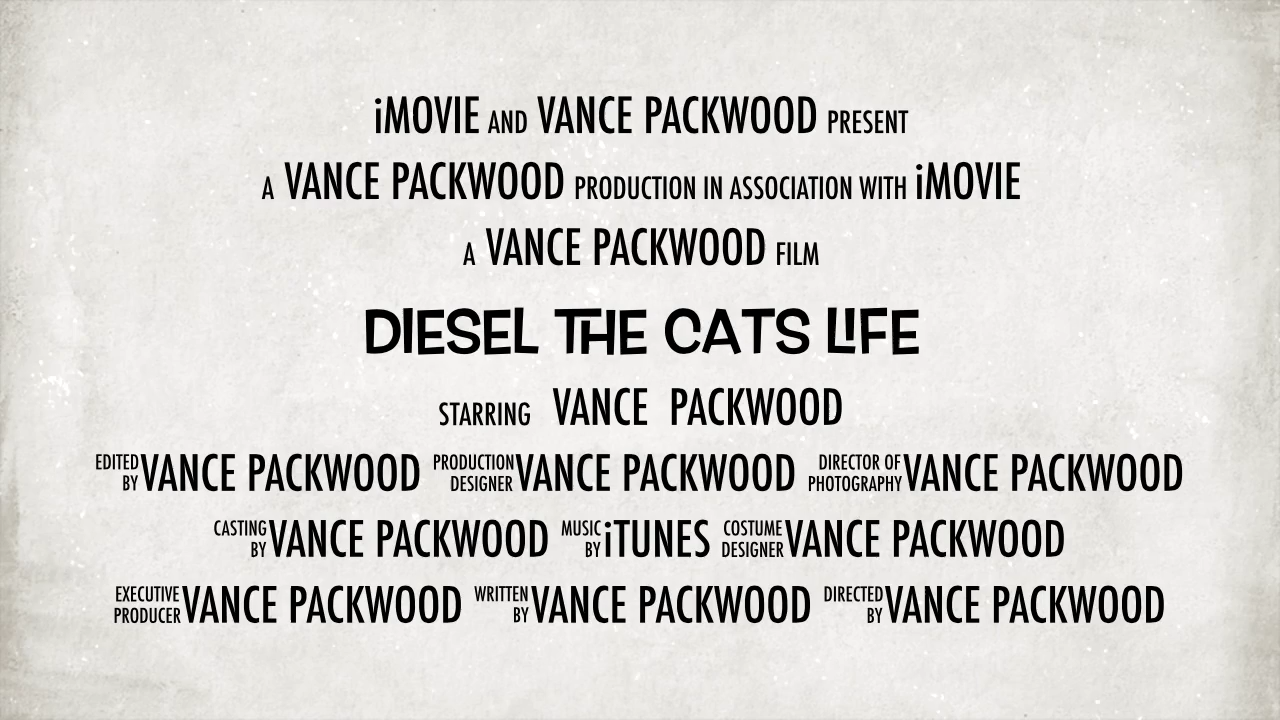 iMOVIE AND VANCE PACKWOOD PRESENT
A VANCE PACKWOOD PRODUCTION IN ASSOCIATION WITH iMOVIE
A VANCE PACKWOOD FILM
DIESEL THE CATS LIFE
STARRING VANCE PACKWOOD
EDITED BY VANCE PACKWOOD PRODUCTION DESIGNER VANCE PACKWOOD DIRECTOR OF PHOTOGRAPHY VANCE PACKWOOD
CASTING BY VANCE PACKWOOD MUSIC BY iTUNES COSTUME DESIGNER VANCE PACKWOOD
EXECUTIVE PRODUCER VANCE PACKWOOD WRITTEN BY VANCE PACKWOOD DIRECTED BY VANCE PACKWOOD